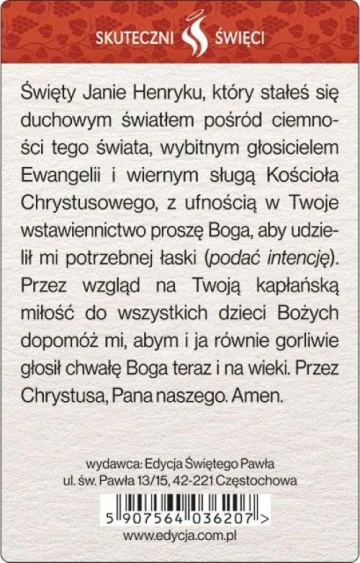 SKUTECZNI ŚWIĘCI
Święty Janie Henryku, który stałeś się
duchowym światłem pośród ciemno-
ści tego świata, wybitnym głosicielem
Ewangelii i wiernym sługą Kościoła
Chrystusowego, z ufnością w Twoje
wstawiennictwo proszę Boga, aby udzie-
lił mi potrzebnej łaski (podać intencję).
Przez wzgląd na Twoją kapłańską
miłość do wszystkich dzieci Bożych
dopomóż mi, abym i ja równie gorliwie
głosił chwałę Boga teraz i na wieki. Przez
Chrystusa, Pana naszego. Amen.
wydawca: Edycja Świętego Pawła
ul. św. Pawła 13/15, 42-221 Częstochowa
5 907564 036207 >
www.edycja.com.pl